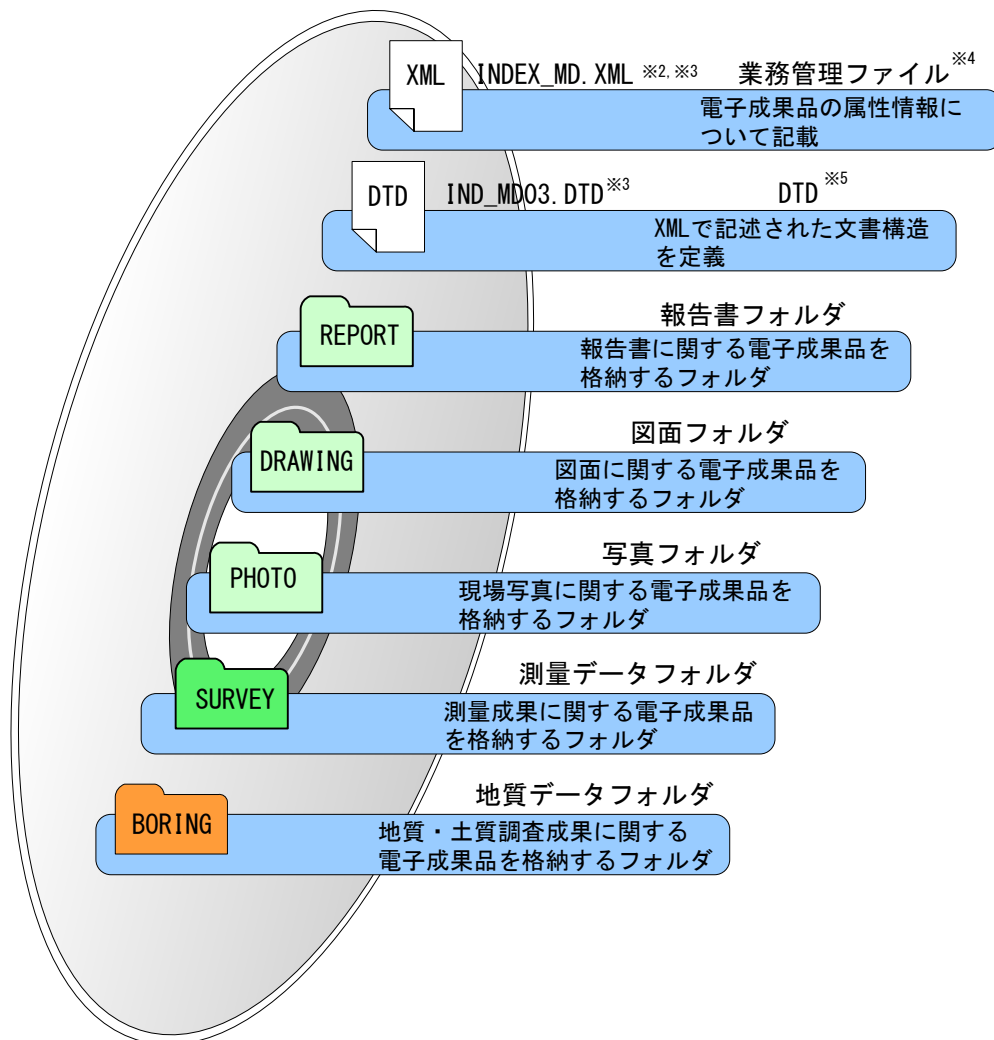 XML INDEX_MD.XML ※2,※3 業務管理ファイル※4
電子成果品の属性情報に
ついて記載
DTD IND_MD03.DTD※3 DTD※5
XMLで記述された文書構造
を定義
REPORT 報告書フォルダ
報告書に関する電子成果品を
格納するフォルダ
DRAWING 図面フォルダ
図面に関する電子成果品を
格納するフォルダ
PHOTO 写真フォルダ
現場写真に関する電子成果品を
格納するフォルダ
SURVEY 測量データフォルダ
測量成果に関する電子成果品
を格納するフォルダ
BORING 地質データフォルダ
地質・土質調査成果に関する
電子成果品を格納するフォルダ